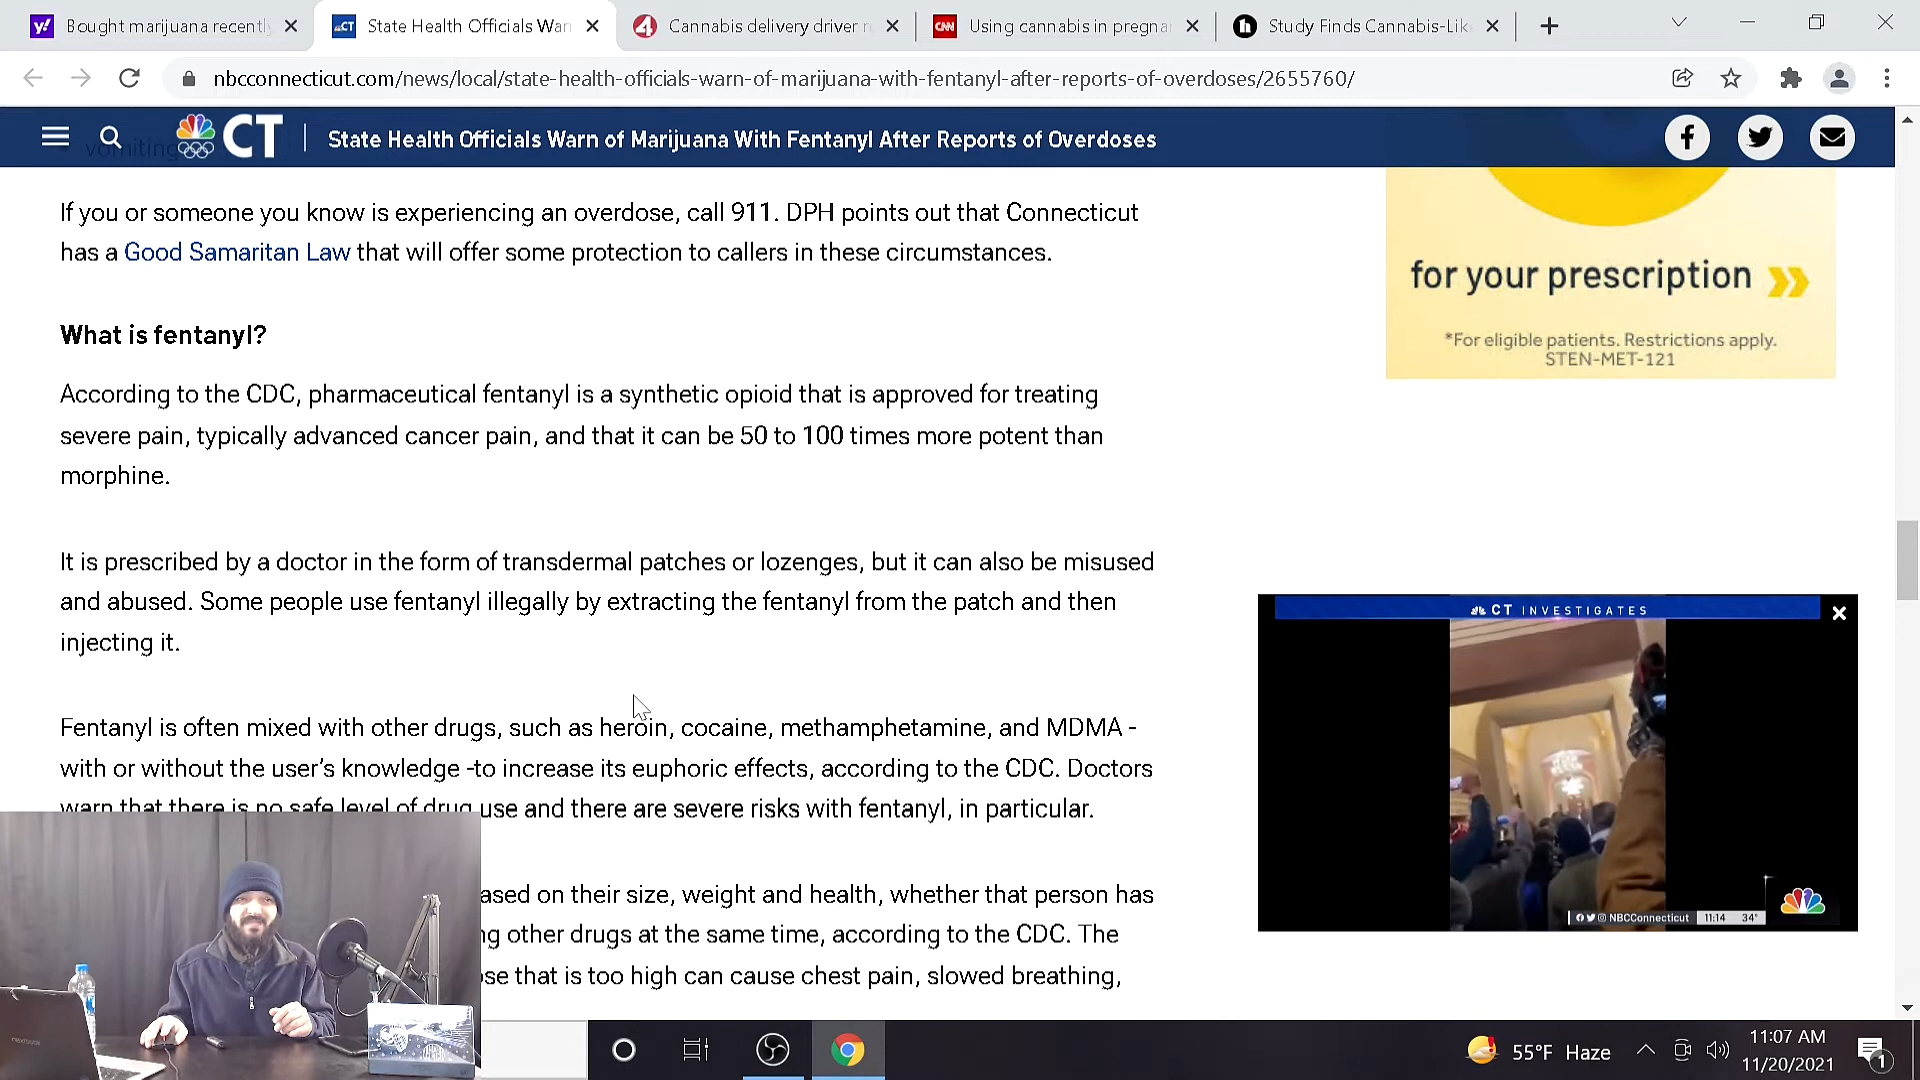 Bought marijuana recently
State Health Officials Wan
Cannabis delivery driver r
CNN
Using cannabis in pregna
Study Finds Cannabis-Lik
nbcconnecticut.com/news/local/state-health-officials-warn-of-marijuana-with-fentanyl-after-reports-of-overdoses/2655760/
CT
State Health Officials Warn of Marijuana With Fentanyl After Reports of Overdoses
vomiting
If you or someone you know is experiencing an overdose, call 911. DPH points out that Connecticut
has a Good Samaritan Law that will offer some protection to callers in these circumstances.
What is fentanyl?
According to the CDC, pharmaceutical fentanyl is a synthetic opioid that is approved for treating
severe pain, typically advanced cancer pain, and that it can be 50 to 100 times more potent than
morphine.
It is prescribed by a doctor in the form of transdermal patches or lozenges, but it can also be misused
and abused. Some people use fentanyl illegally by extracting the fentanyl from the patch and then
injecting it.
Fentanyl is often mixed with other drugs, such as heroin, cocaine, methamphetamine, and MDMA -
with or without the user's knowledge -to increase its euphoric effects, according to the CDC. Doctors
warn that there is no safe level of drug use and there are severe risks with fentanyl, in particular.
ased on their size, weight and health, whether that person has
ng other drugs at the same time, according to the CDC. The
ose that is too high can cause chest pain, slowed breathing,
for your prescription
*For eligible patients. Restrictions apply.
STEN-MET-121
CT INVESTIGATES
NBCConnecticut 11:14 34°
55°F Haze
11:07 AM
11/20/2021
1